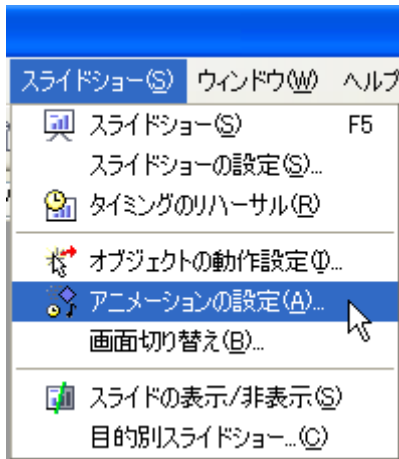 スライドショー(S) ウィンドウ(W) ヘルプ
スライドショー(S) F5
スライドショーの設定(S)...
タイミングのリハーサル(R)
オブジェクトの動作設定(I)...
アニメーションの設定(A)...
画面切り替え(B)...
スライドの表示/非表示(S)
目的別スライドショー...(C)